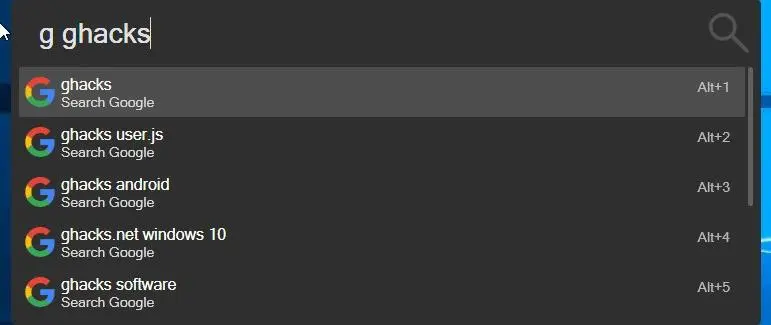 g ghacks
ghacks
Alt+1
Search Google
ghacks user.js
Alt+2
Search Google
ghacks android
Alt+3
Search Google
ghacks.net windows 10
Alt+4
Search Google
ghacks software
Alt+5
Search Google